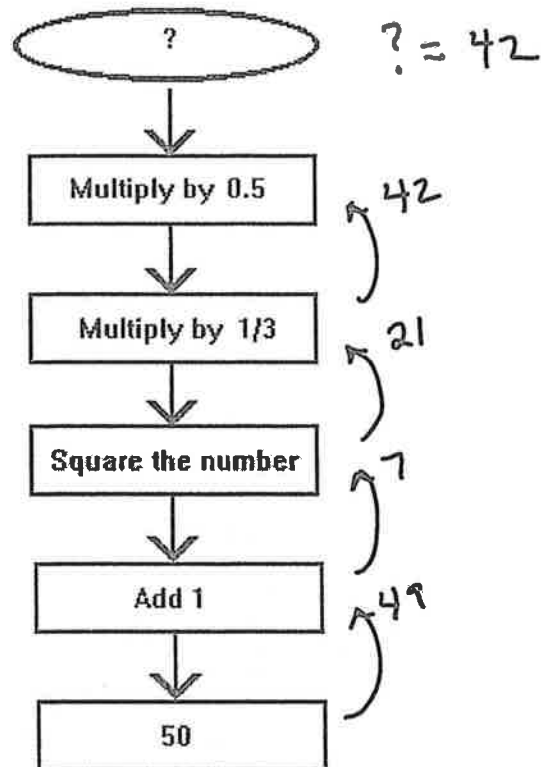 ?
? = 42
Multiply by 0.5
42
Multiply by 1/3
21
Square the number
7
Add 1
49
50